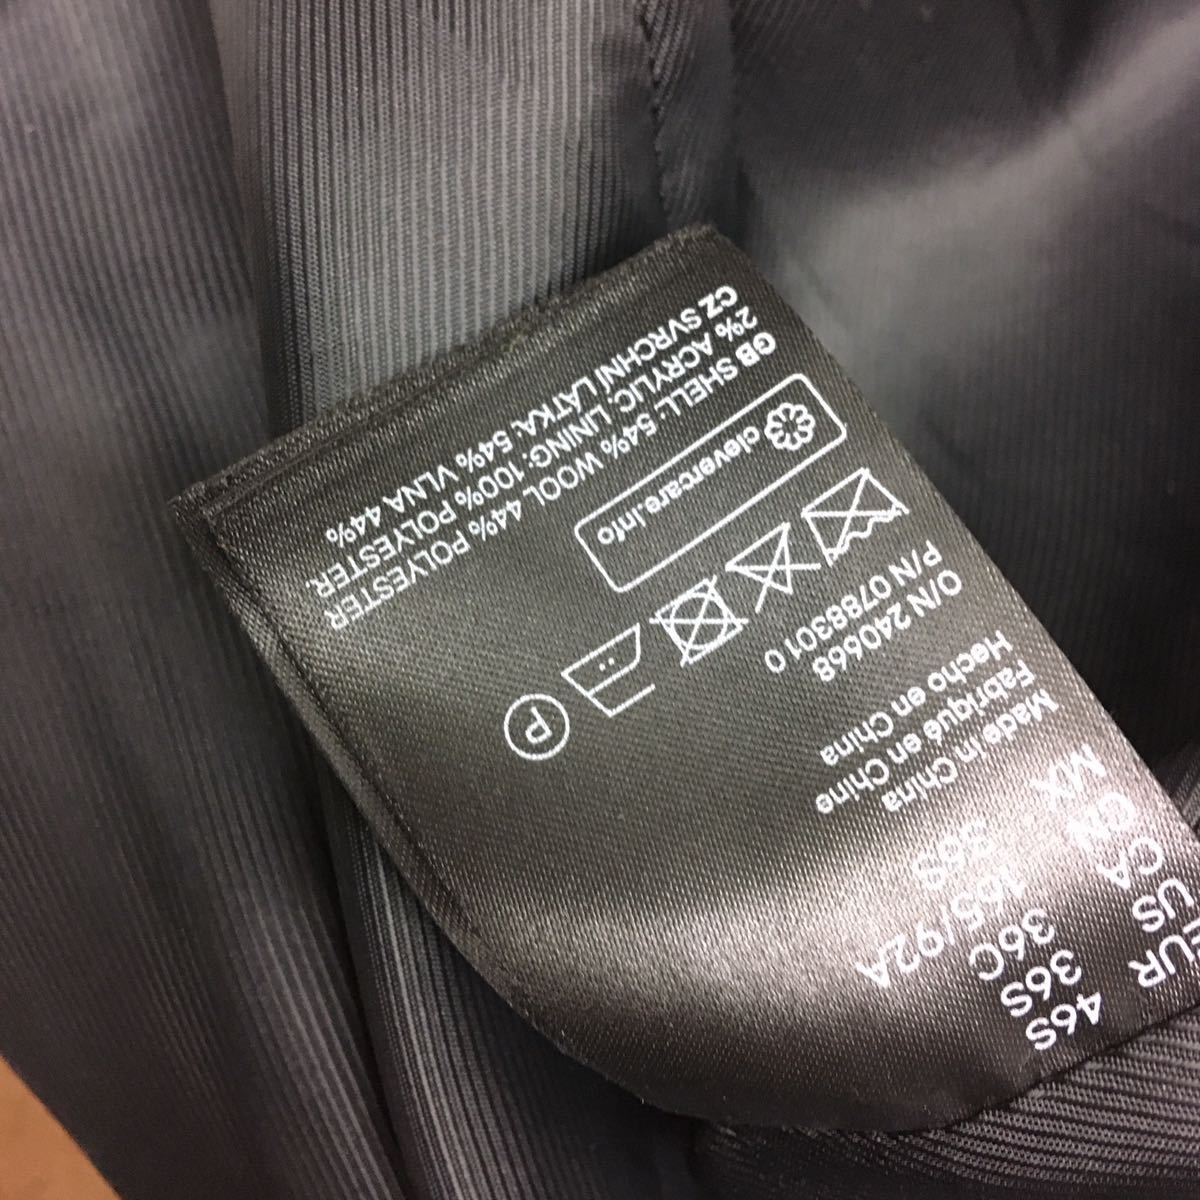 EUR 46S
US 36S
CA 36C
CN 165/92A
MX 36S
Made in China
Fabriqué en Chine
Hecho en China
O/N 240668
P/N 07883010
P
clevercare.info
GB SHELL: 54% WOOL 44% POLYESTER
2% ACRYLIC. LINING: 100% POLYESTER.
CZ SVRCHNÍ LÁTKA: 54% VLNA 44%